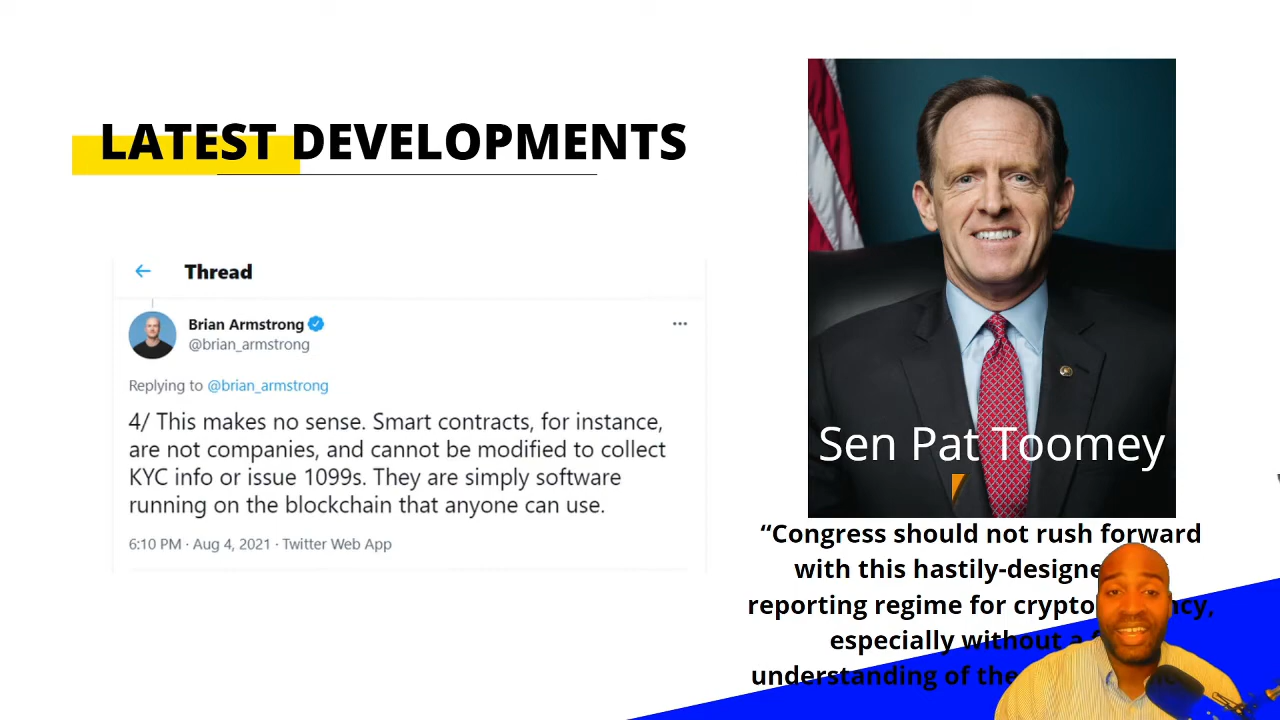 LATEST DEVELOPMENTS
Thread
Brian Armstrong
@brian_armstrong
Replying to @brian_armstrong
4/ This makes no sense. Smart contracts, for instance,
are not companies, and cannot be modified to collect
KYC info or issue 1099s. They are simply software
running on the blockchain that anyone can use.
6:10 PM · Aug 4, 2021 · Twitter Web App
Sen Pat Toomey
“Congress should not rush forward
with this hastily-designe
reporting regime for crypto ncy,
especially without a f
understanding of the